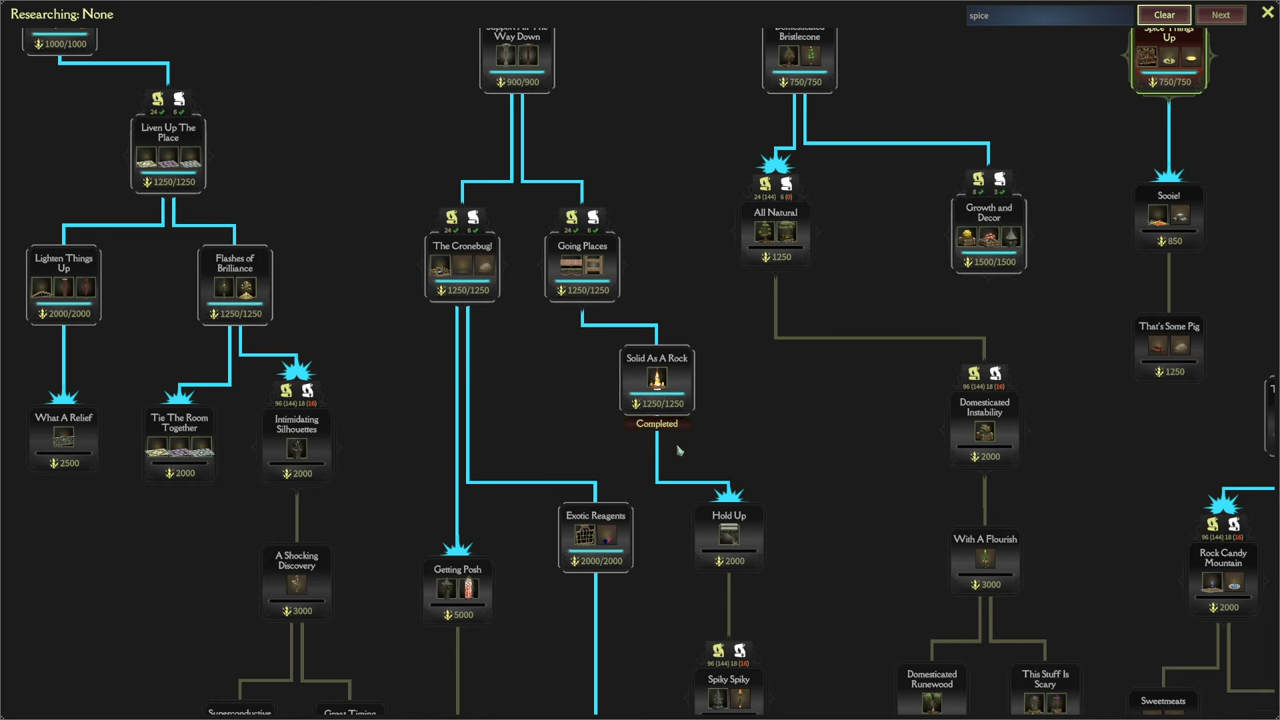 Researching: None
spice
Clear
Next
1000/1000
Support All The
Way Down
900/900
Domesticated
Bristlecone
750/750
Spice Things
Up
750/750
24 6
Liven Up The
Place
1250/1250
24 (144) 6 (0)
All Natural
1250
8 3
Growth and
Decor
1500/1500
Sooie!
850
24 6
The Cronebug!
1250/1250
24 6
Going Places
1250/1250
Lighten Things
Up
2000/2000
Flashes of
Brilliance
1250/1250
That's Some Pig
1250
Solid As A Rock
1250/1250
Completed
96 (144) 18 (16)
Domesticated
Instability
2000
What A Relief
2500
Tie The Room
Together
2000
96 (144) 18 (16)
Intimidating
Silhouettes
2000
Exotic Reagents
2000/2000
Hold Up
2000
With A Flourish
3000
96 (144) 18 (16)
Rock Candy
Mountain
2000
A Shocking
Discovery
3000
Getting Posh
5000
96 (144) 18 (16)
Spiky Spiky
Domesticated
Runewood
This Stuff Is
Scary
Sweetmeats
Superconductive
Great Timing